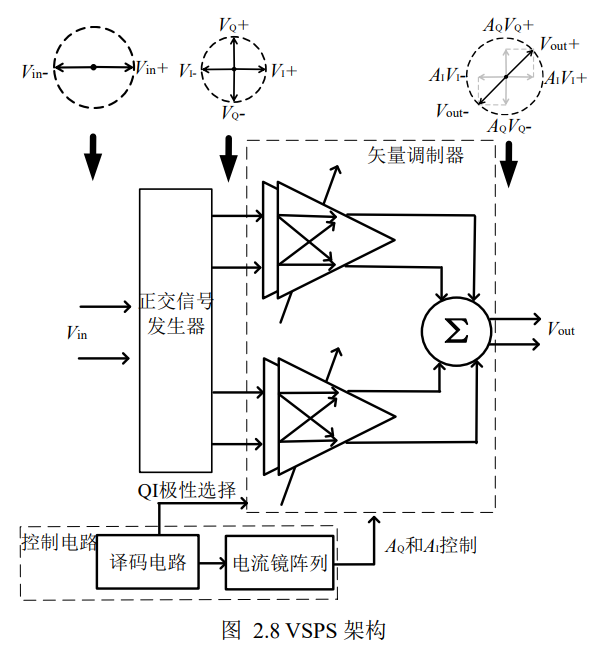 VQ+
AQVQ+
Vin-
Vin+
VI-
VI+
VQ-
Vout+
AIVI-
AIVI+
Vout-
AQVQ-
矢量调制器
正交信号
发生器
Vin
Σ
Vout
QI极性选择
控制电路
译码电路
电流镜阵列
AQ和AI控制
图 2.8 VSPS 架构